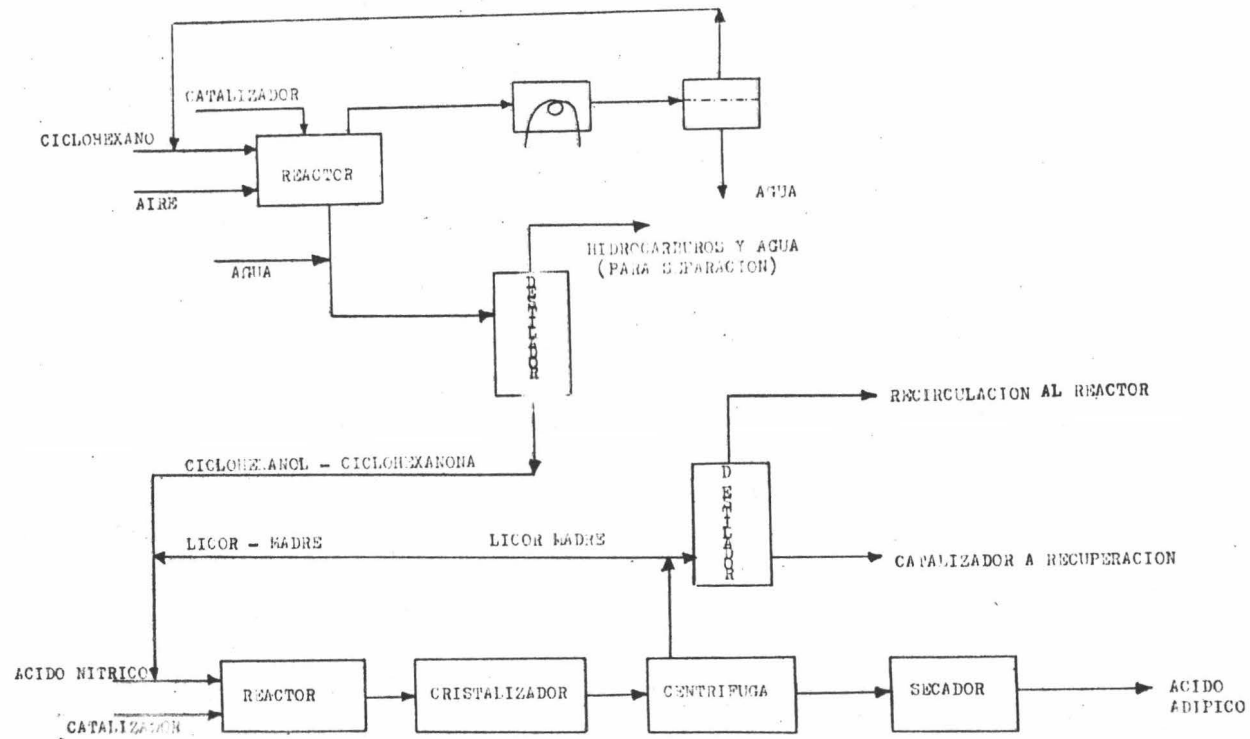 CATALIZADOR
CICLOHEXANO
REACTOR
AIRE
AGUA
AGUA
HIDROCARBUROS Y AGUA
(PARA SEPARACION)
DESTILADOR
RECIRCULACION AL REACTOR
CICLOHEXANOL - CICLOHEXANONA
DESTILADOR
LICOR - MADRE
LICOR MADRE
CATALIZADOR A RECUPERACION
ACIDO NITRICO
REACTOR
CRISTALIZADOR
CENTRIFUGA
SECADOR
ACIDO
ADIPICO
CATALIZADOR